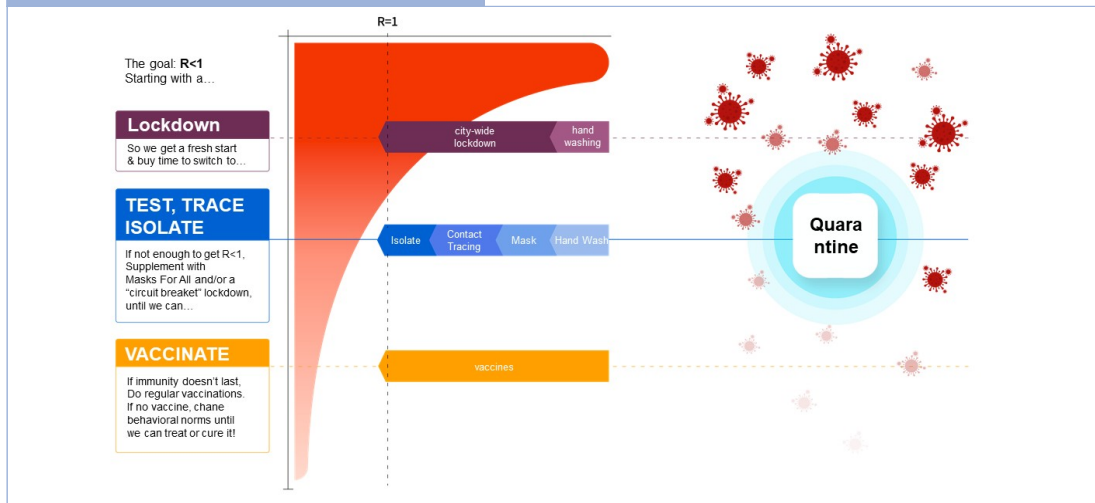 R=1
The goal: R<1
Starting with a…
Lockdown
So we get a fresh start
& buy time to switch to…
city-wide
lockdown
hand
washing
TEST, TRACE
ISOLATE
If not enough to get R<1,
Supplement with
Masks For All and/or a
“circuit breaket” lockdown,
until we can…
Isolate
Contact
Tracing
Mask
Hand Wash
Quara
ntine
VACCINATE
If immunity doesn’t last,
Do regular vaccinations.
If no vaccine, chane
behavioral norms until
we can treat or cure it!
vaccines